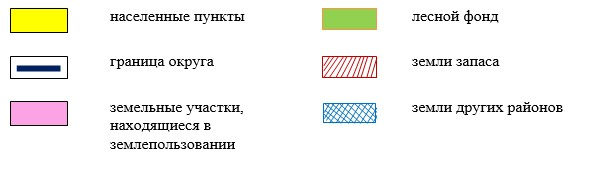 населенные пункты
граница округа
земельные участки,
находящиеся в
землепользовании
лесной фонд
земли запаса
земли других районов